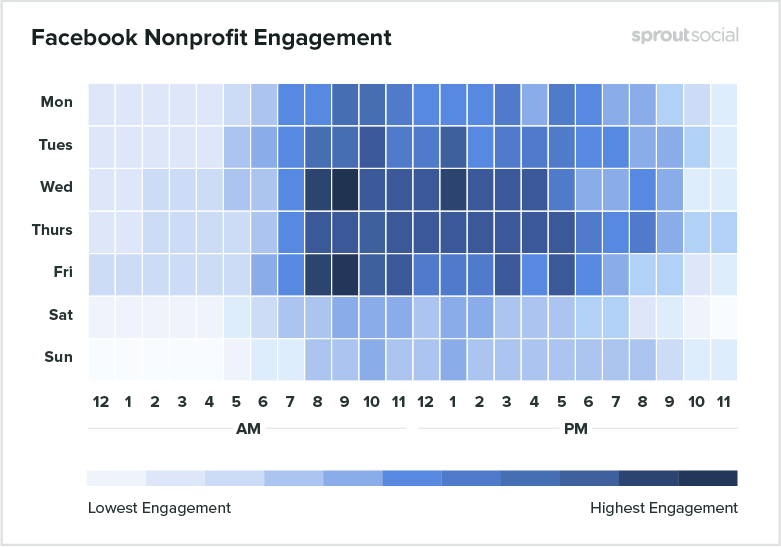 Facebook Nonprofit Engagement
sproutsocial
Mon
Tues
Wed
Thurs
Fri
Sat
Sun
12 1 2 3 4 5 6 7 8 9 10 11 12 1 2 3 4 5 6 7 8 9 10 11
AM PM
Lowest Engagement Highest Engagement